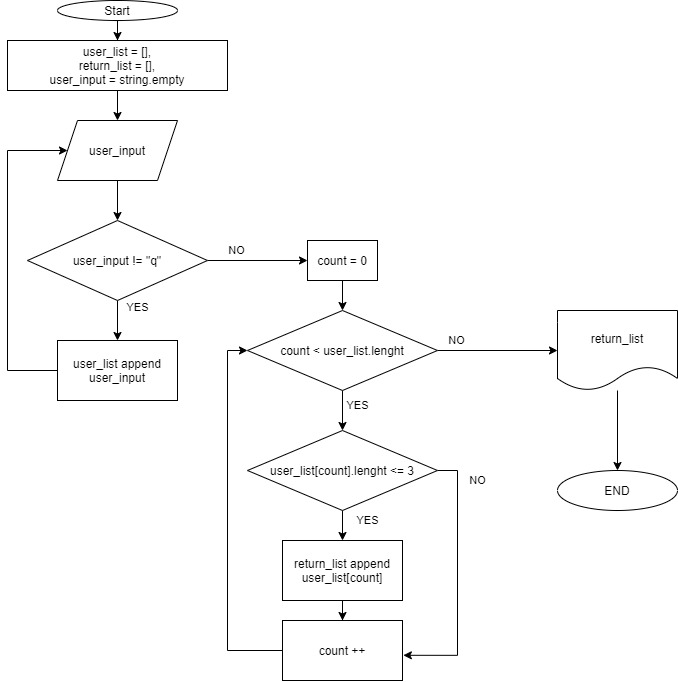 Start
user_list = [],
return_list = [],
user_input = string.empty
user_input
user_input != "q"
NO
count = 0
YES
user_list append
user_input
count < user_list.lenght
NO
return_list
YES
user_list[count].lenght <= 3
NO
YES
END
return_list append
user_list[count]
count ++